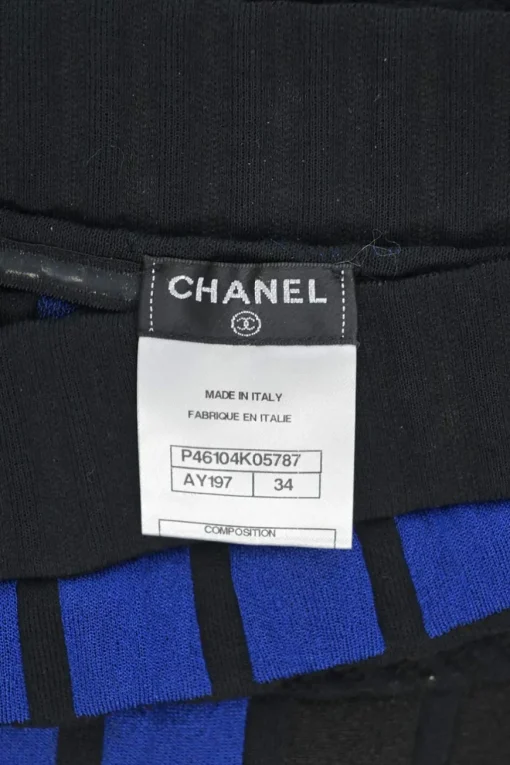 CHANEL
MADE IN ITALY
FABRIQUE EN ITALIE
P46104K05787
AY197 34
COMPOSITION